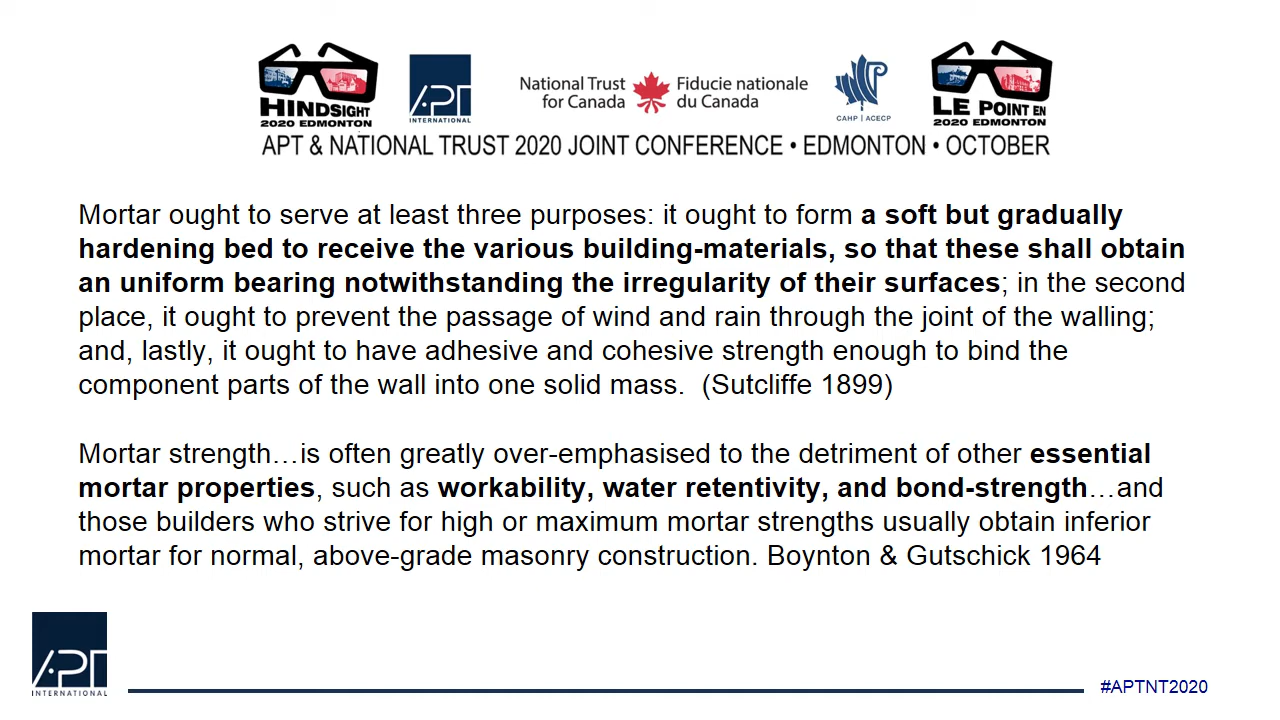 HINDSIGHT
2020 EDMONTON
APT
INTERNATIONAL
National Trust
for Canada
Fiducie nationale
du Canada
CAHP | ACECP
LE POINT EN
2020 EDMONTON
APT & NATIONAL TRUST 2020 JOINT CONFERENCE • EDMONTON • OCTOBER
Mortar ought to serve at least three purposes: it ought to form a soft but gradually
hardening bed to receive the various building-materials, so that these shall obtain
an uniform bearing notwithstanding the irregularity of their surfaces; in the second
place, it ought to prevent the passage of wind and rain through the joint of the walling;
and, lastly, it ought to have adhesive and cohesive strength enough to bind the
component parts of the wall into one solid mass.  (Sutcliffe 1899)
Mortar strength…is often greatly over-emphasised to the detriment of other essential
mortar properties, such as workability, water retentivity, and bond-strength…and
those builders who strive for high or maximum mortar strengths usually obtain inferior
mortar for normal, above-grade masonry construction. Boynton & Gutschick 1964
APT
INTERNATIONAL
#APTNT2020